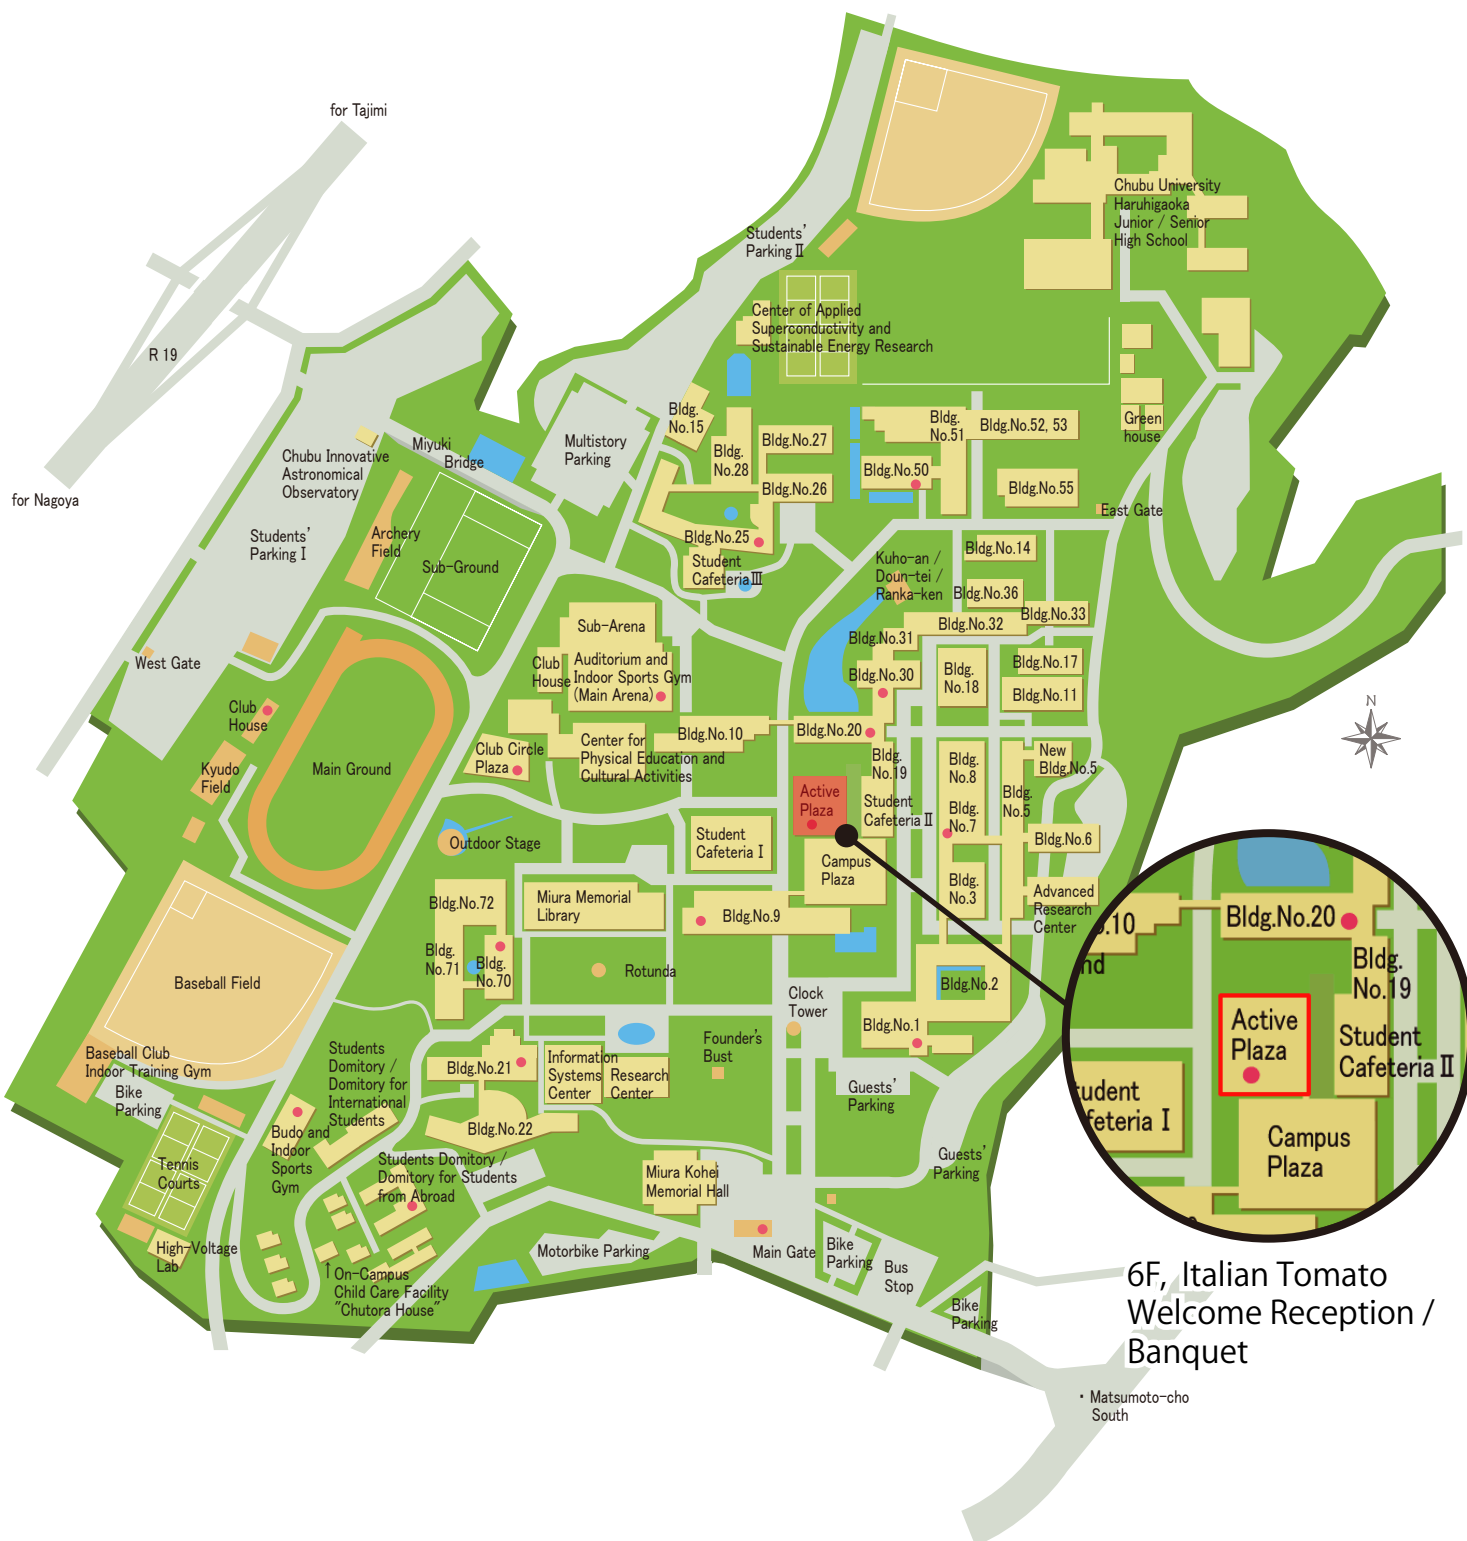 for Tajimi
R 19
for Nagoya
Students'
Parking Ⅱ
Chubu University
Haruhigaoka
Junior / Senior
High School
Center of Applied
Superconductivity and
Sustainable Energy Research
Green
house
Bldg.
No.15
Bldg.
No.28
Bldg.No.27
Bldg.No.26
Bldg.
No.51
Bldg.No.52, 53
Bldg.No.50
Bldg.No.55
East Gate
Multistory
Parking
Miyuki
Bridge
Chubu Innovative
Astronomical
Observatory
Students'
Parking Ⅰ
Archery
Field
Sub-Ground
Bldg.No.25
Student
Cafeteria Ⅲ
Kuho-an /
Doun-tei /
Ranka-ken
Bldg.No.14
Bldg.No.36
Bldg.No.33
Bldg.No.32
Bldg.No.31
Bldg.No.30
Bldg.
No.18
Bldg.No.17
Bldg.No.11
Sub-Arena
Club
House
Auditorium and
Indoor Sports Gym
(Main Arena)
West Gate
Club
House
Kyudo
Field
Main Ground
Club Circle
Plaza
Center for
Physical Education and
Cultural Activities
Bldg.No.10
Bldg.No.20
Bldg.
No.19
Bldg.
No.8
New
Bldg.No.5
Bldg.
No.5
Active
Plaza
Student
Cafeteria Ⅱ
Bldg.
No.7
Bldg.No.6
N
Outdoor Stage
Student
Cafeteria Ⅰ
Campus
Plaza
Bldg.
No.3
Advanced
Research
Center
Bldg.No.72
Miura Memorial
Library
Bldg.No.9
Bldg.
No.71
Bldg.
No.70
Rotunda
Bldg.No.2
Baseball Field
Clock
Tower
Bldg.No.1
Founder's
Bust
Baseball Club
Indoor Training Gym
Bike
Parking
Students
Domitory /
Domitory for
International
Students
Bldg.No.21
Information
Systems
Center
Research
Center
Guests'
Parking
Bldg.No.22
Budo and
Indoor
Sports
Gym
Tennis
Courts
Students Domitory /
Domitory for Students
from Abroad
Miura Kohei
Memorial Hall
Guests'
Parking
High-Voltage
Lab
↑On-Campus
Child Care Facility
"Chutora House"
Motorbike Parking
Main Gate
Bike
Parking
Bus
Stop
Bike
Parking
.10
nd
Bldg.No.20
Bldg.
No.19
Active
Plaza
Student
Cafeteria Ⅱ
tudent
feteria Ⅰ
Campus
Plaza
6F, Italian Tomato
Welcome Reception /
Banquet
・Matsumoto-cho
South